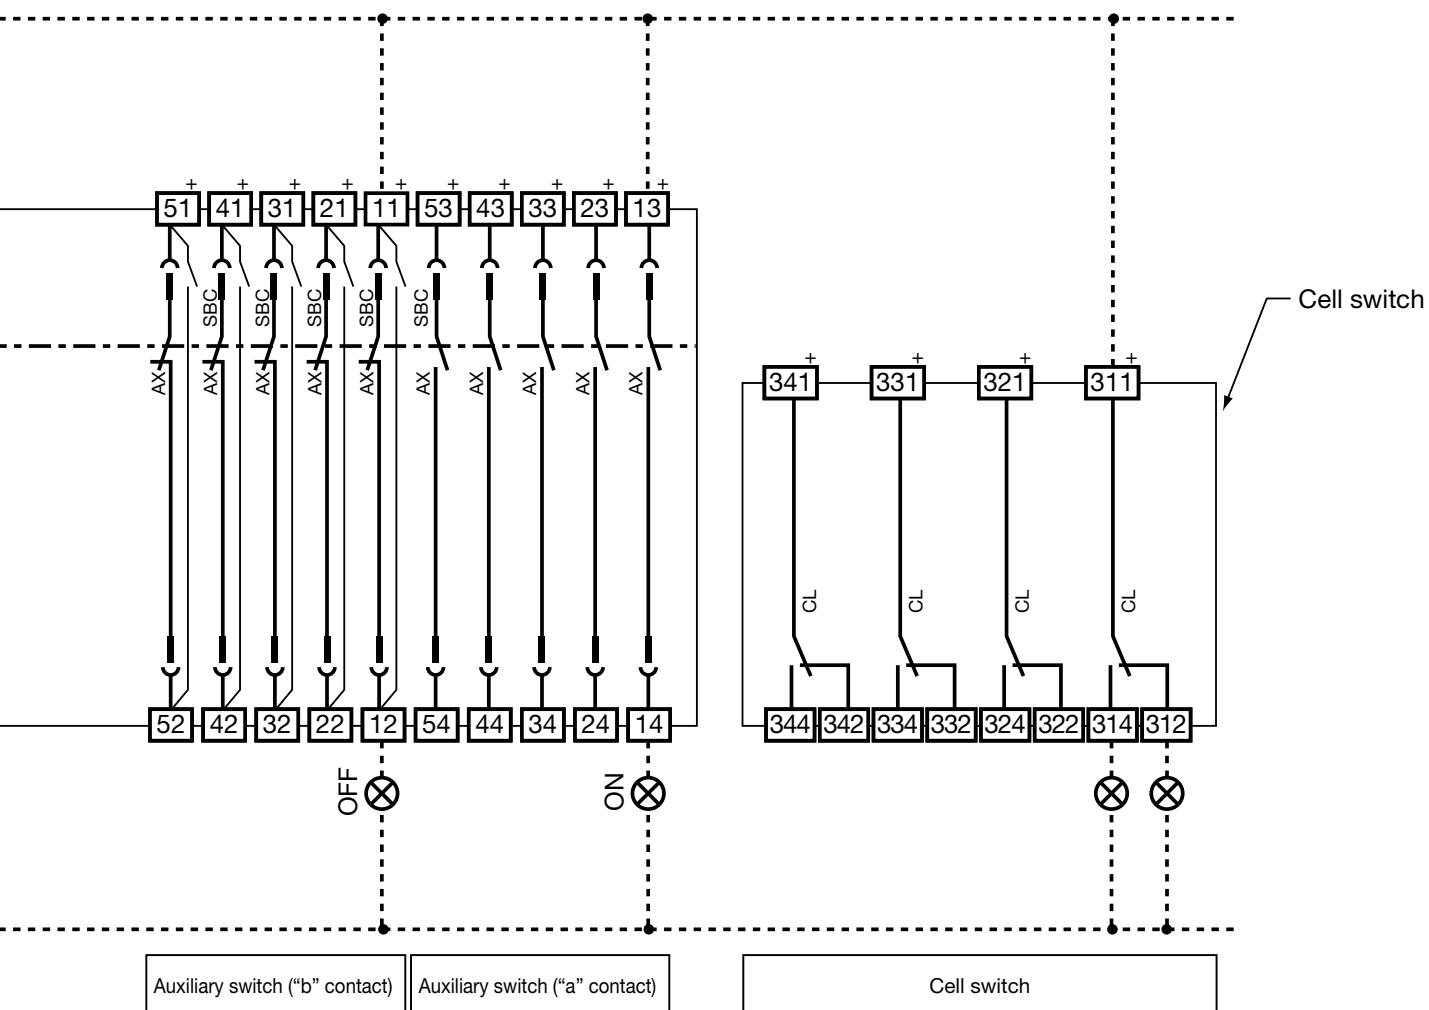 + + + + + + + + + +
51 41 31 21 11 53 43 33 23 13
SBC SBC SBC SBC SBC
Cell switch
AX AX AX AX AX AX AX AX AX AX
+ + + +
341 331 321 311
CL CL CL CL
52 42 32 22 12 54 44 34 24 14
344 342 334 332 324 322 314 312
OFF ON
Auxiliary switch (“b” contact)
Auxiliary switch (“a” contact)
Cell switch